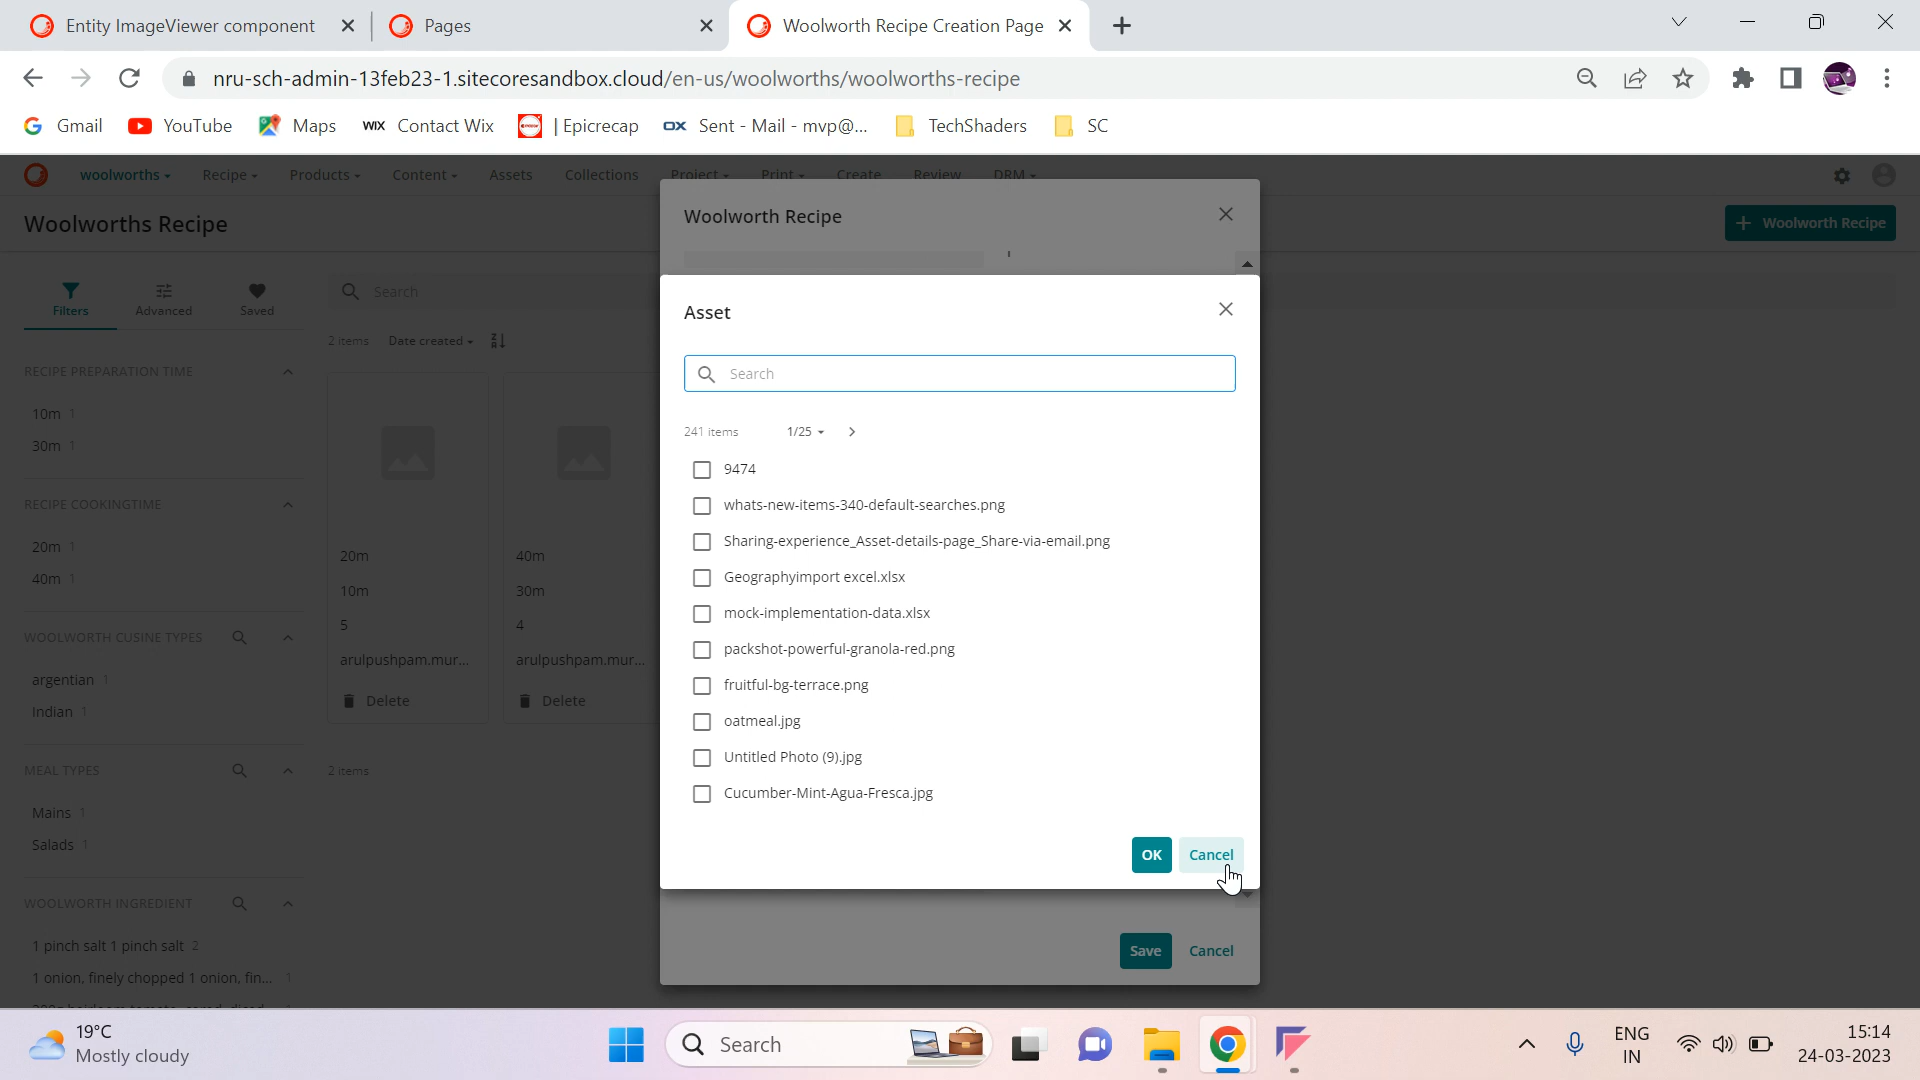 Entity ImageViewer component
Pages
Woolworth Recipe Creation Page
nru-sch-admin-13feb23-1.sitecoresandbox.cloud/en-us/woolworths/woolworths-recipe
Gmail
YouTube
Maps
WIX Contact Wix
| Epicrecap
OX Sent - Mail - mvp@...
TechShaders
SC
woolworths
Recipe
Products
Content
Assets
Collections
Project
Print
Create
Review
DRM
Woolworths Recipe
+ Woolworth Recipe
Filters
Advanced
Saved
Search
2 items
Date created
RECIPE PREPARATION TIME
10m 1
30m 1
RECIPE COOKINGTIME
20m 1
40m 1
WOOLWORTH CUSINE TYPES
argentian 1
Indian 1
MEAL TYPES
Mains 1
Salads 1
WOOLWORTH INGREDIENT
1 pinch salt 1 pinch salt 2
1 onion, finely chopped 1 onion, fin... 1
20m
10m
5
arulpushpam.mur...
Delete
40m
30m
4
arulpushpam.mur...
Delete
2 items
Woolworth Recipe
Asset
Search
241 items
1/25
9474
whats-new-items-340-default-searches.png
Sharing-experience_Asset-details-page_Share-via-email.png
Geographyimport excel.xlsx
mock-implementation-data.xlsx
packshot-powerful-granola-red.png
fruitful-bg-terrace.png
oatmeal.jpg
Untitled Photo (9).jpg
Cucumber-Mint-Agua-Fresca.jpg
OK
Cancel
Save
Cancel
19°C
Mostly cloudy
Search
ENG
IN
15:14
24-03-2023